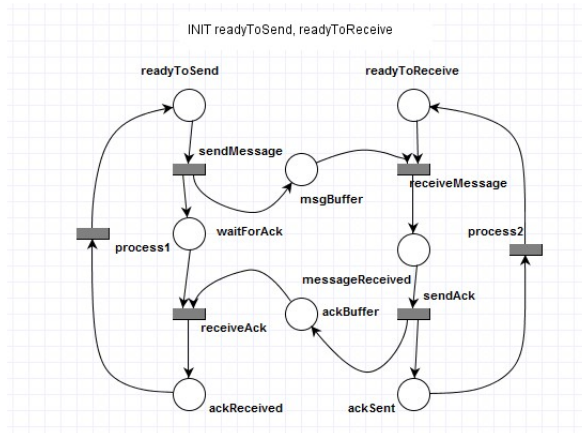 INIT readyToSend, readyToReceive
readyToSend
readyToReceive
sendMessage
msgBuffer
receiveMessage
waitForAck
process1
process2
messageReceived
sendAck
ackBuffer
receiveAck
ackReceived
ackSent